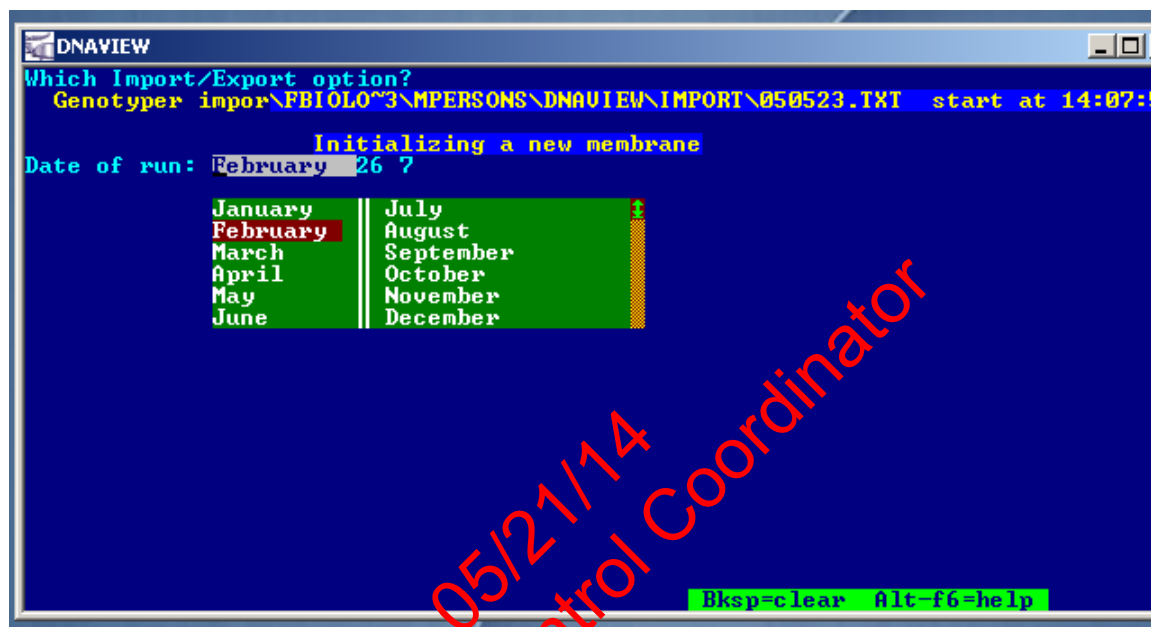 DNAVIEW
Which Import/Export option?
Genotyper impor\FBIOLO~3\MPERSONS\DNAVIEW\IMPORT\050523.TXT start at 14:07:
Initializing a new membrane
Date of run: February 26 7
January July
February August
March September
April October
May November
June December
05/21/14
Coordinator
Bksp=clear Alt-f6=help